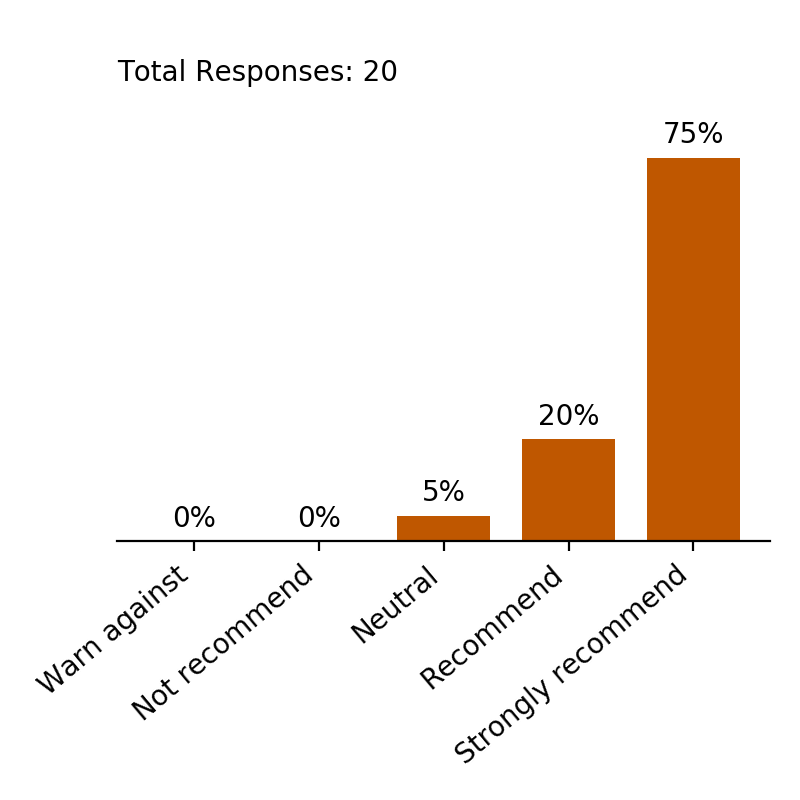 Total Responses: 20
75%
20%
5%
0%
0%
Warn against
Not recommend
Neutral
Recommend
Strongly recommend